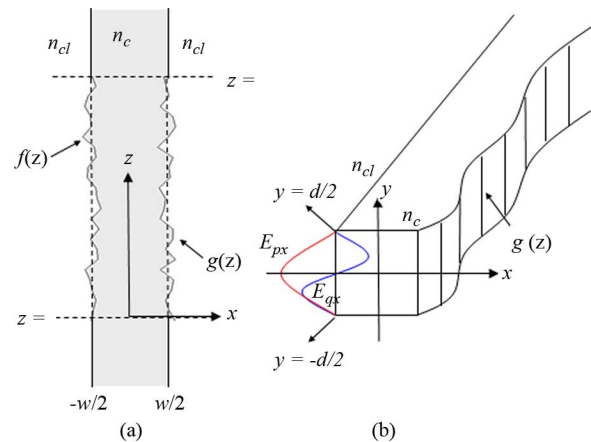 n_cl n_c n_cl
z =
f(z)
z
g(z)
z =
x
-w/2 w/2
(a)
n_cl
y = d/2
y
n_c
E_px
g (z)
x
E_qx
y = -d/2
(b)